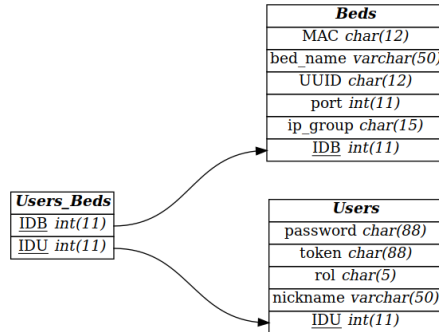 Beds
MAC char(12)
bed_name varchar(50)
UUID char(12)
port int(11)
ip_group char(15)
IDB int(11)
Users_Beds
IDB int(11)
IDU int(11)
Users
password char(88)
token char(88)
rol char(5)
nickname varchar(50)
IDU int(11)